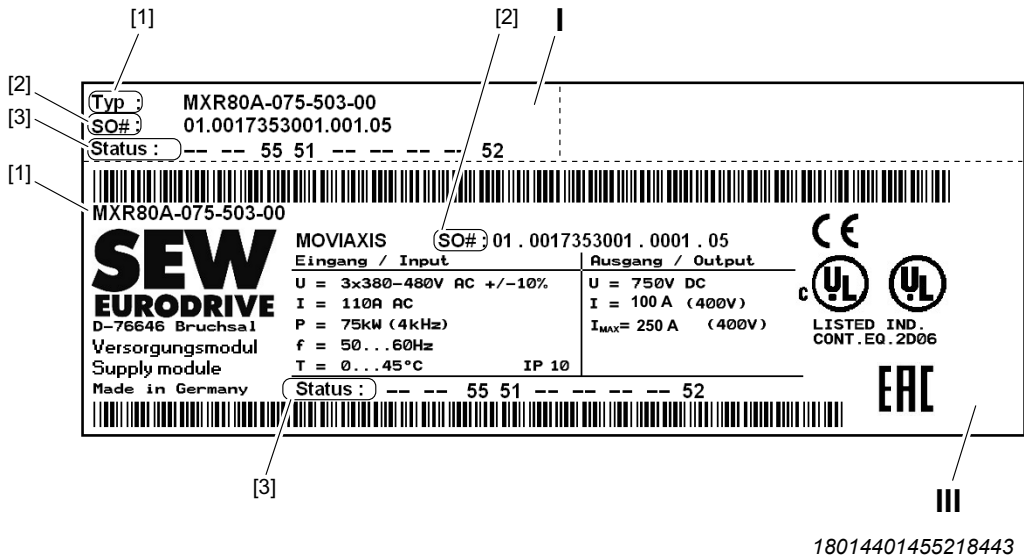 [1] [2] I
[2] Typ : MXR80A-075-503-00
SO# : 01.0017353001.001.05
[3] Status : -- -- 55 51 -- -- -- -- 52
[1]
MXR80A-075-503-00
SEW
EURODRIVE
D-76646 Bruchsal
Versorgungsmodul
Supply module
Made in Germany
MOVIAXIS SO# : 01 . 0017353001 . 0001 . 05
Eingang / Input
U = 3x380-480V AC +/-10%
I = 110A AC
P = 75kW (4kHz)
f = 50...60Hz
T = 0...45°C IP 10
Ausgang / Output
U = 750V DC
I = 100 A (400V)
IMAX= 250 A (400V)
Status : -- -- 55 51 -- -- -- -- 52
CE
C UL UL
LISTED IND.
CONT.EQ.2D06
EAC
[3]
III
18014401455218443